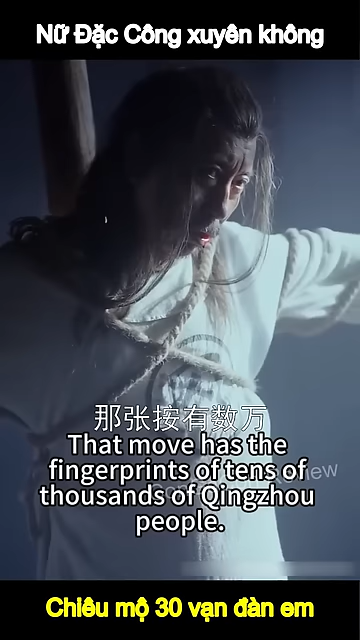 Nữ Đặc Công xuyên không
那张按有数万
That move has the
fingerprints of tens of
thousands of Qingzhou
people.
Chiêu mộ 30 vạn đàn em